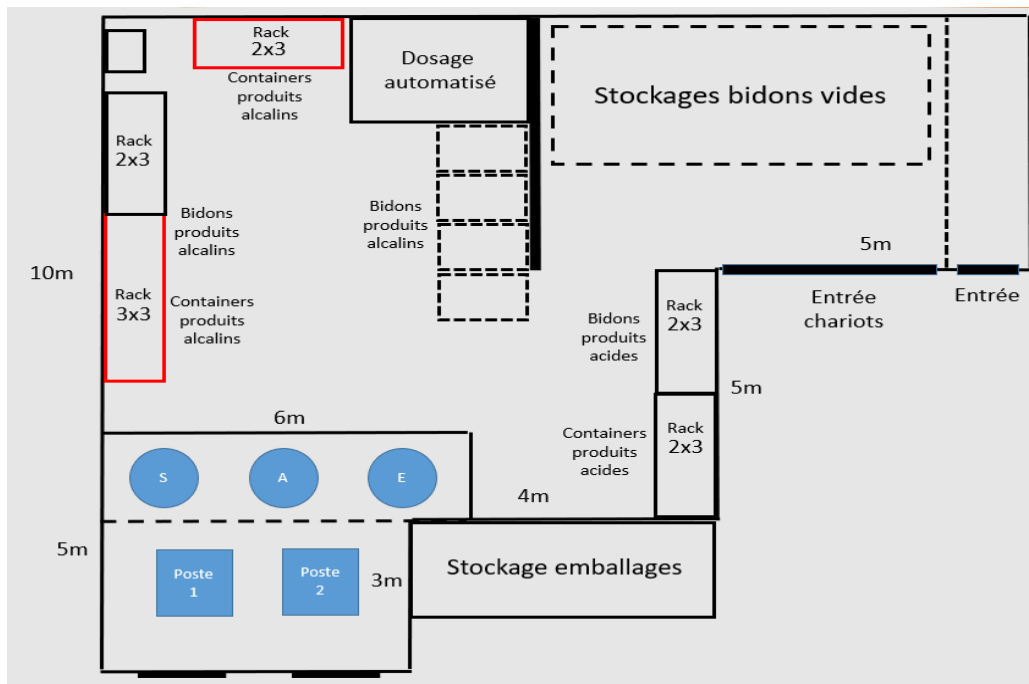 Rack
2x3
Containers
produits
alcalins
Dosage
automatisé
Stockages bidons vides
Rack
2x3
Bidons
produits
alcalins
Bidons
produits
alcalins
10m
Rack
3x3
Containers
produits
alcalins
5m
Entrée
chariots
Entrée
Bidons
produits
acides
Rack
2x3
5m
6m
Containers
produits
acides
Rack
2x3
S
A
E
4m
5m
Poste
1
Poste
2
3m
Stockage emballages